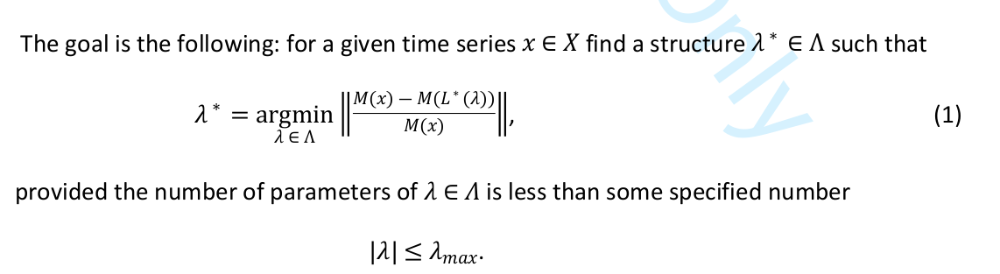 only
The goal is the following: for a given time series x ∈ X find a structure λ* ∈ Λ such that
λ* = argmin_{λ ∈ Λ} ‖(M(x) − M(L*(λ))) / M(x)‖, (1)
provided the number of parameters of λ ∈ Λ is less than some specified number
|λ| ≤ λ_max.